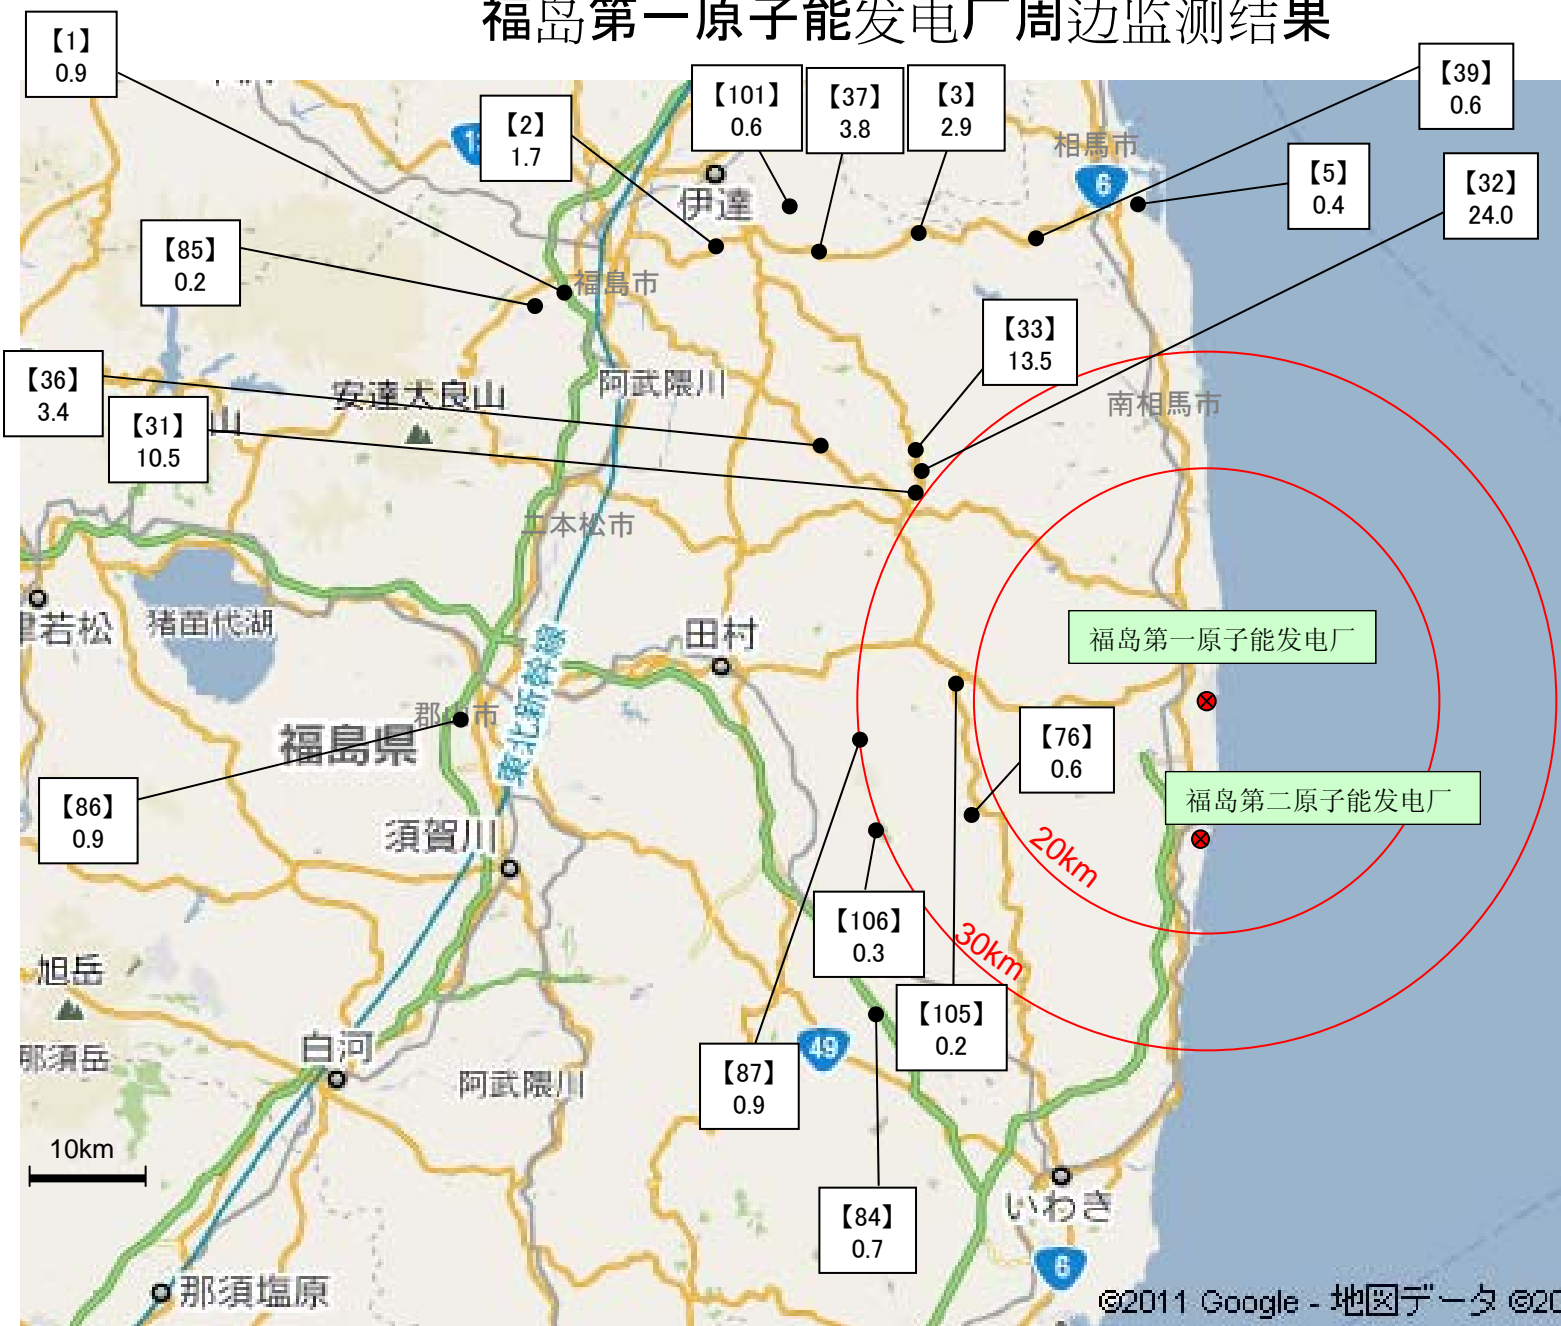 福岛第一原子能发电厂周边监测结果
【1】
0.9
【39】
0.6
【101】
0.6
【37】
3.8
【3】
2.9
【2】
1.7
相馬市
6
【5】
0.4
【32】
24.0
伊達
【85】
0.2
福島市
【33】
13.5
【36】
3.4
安達太良山
阿武隈川
南相馬市
【31】
10.5
山
二本松市
若松
猪苗代湖
田村
福岛第一原子能发电厂
東北新幹線
郡山市
福島県
【76】
0.6
【86】
0.9
福岛第二原子能发电厂
須賀川
20km
【106】
0.3
30km
旭岳
【105】
0.2
白河
49
那須岳
【87】
0.9
阿武隈川
10km
【84】
0.7
いわき
6
那須塩原
©2011 Google - 地図データ ©20